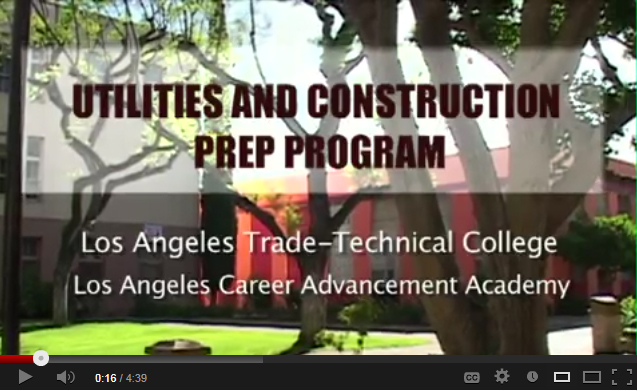 UTILITIES AND CONSTRUCTION
PREP PROGRAM
Los Angeles Trade-Technical College
Los Angeles Career Advancement Academy
0:16 / 4:39
CC